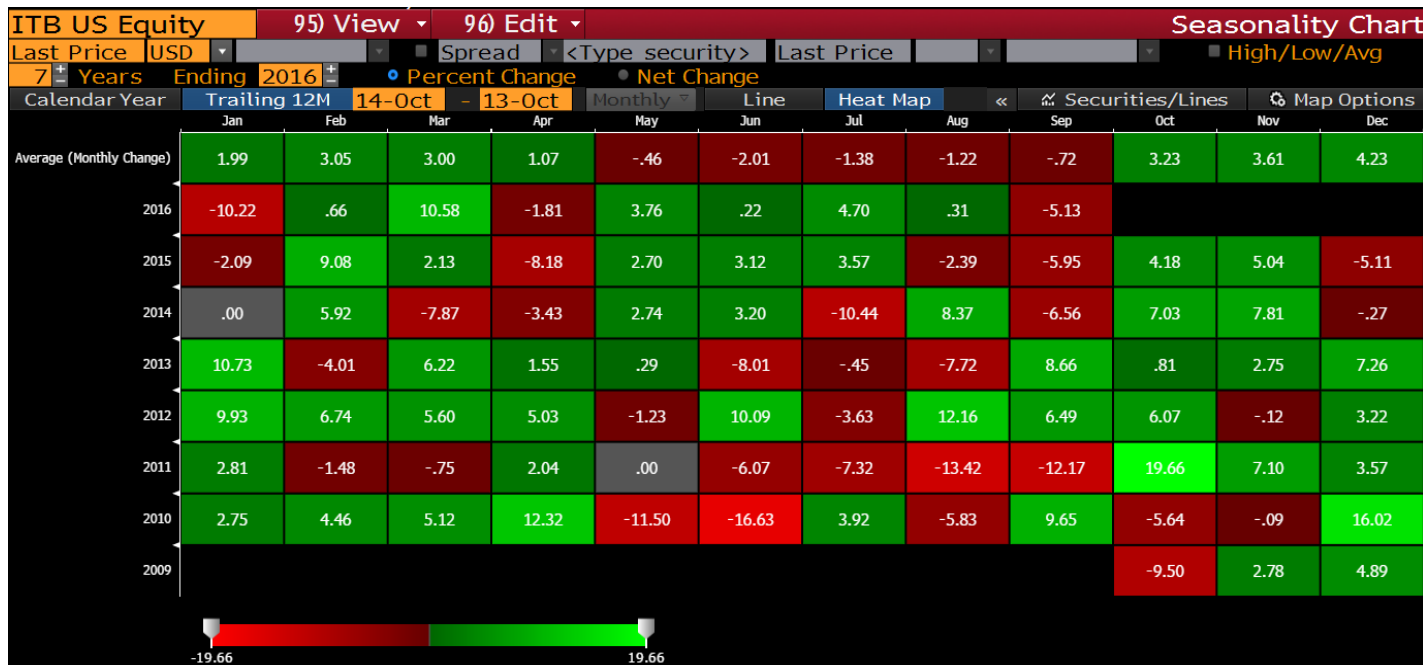 ITB US Equity 95) View 96) Edit Seasonality Chart
Last Price USD Spread <Type security> Last Price High/Low/Avg
7 Years Ending 2016 Percent Change Net Change
Calendar Year Trailing 12M 14-Oct - 13-Oct Monthly Line Heat Map « Securities/Lines Map Options
Jan Feb Mar Apr May Jun Jul Aug Sep Oct Nov Dec
Average (Monthly Change) 1.99 3.05 3.00 1.07 -.46 -2.01 -1.38 -1.22 -.72 3.23 3.61 4.23
2016 -10.22 .66 10.58 -1.81 3.76 .22 4.70 .31 -5.13
2015 -2.09 9.08 2.13 -8.18 2.70 3.12 3.57 -2.39 -5.95 4.18 5.04 -5.11
2014 .00 5.92 -7.87 -3.43 2.74 3.20 -10.44 8.37 -6.56 7.03 7.81 -.27
2013 10.73 -4.01 6.22 1.55 .29 -8.01 -.45 -7.72 8.66 .81 2.75 7.26
2012 9.93 6.74 5.60 5.03 -1.23 10.09 -3.63 12.16 6.49 6.07 -.12 3.22
2011 2.81 -1.48 -.75 2.04 .00 -6.07 -7.32 -13.42 -12.17 19.66 7.10 3.57
2010 2.75 4.46 5.12 12.32 -11.50 -16.63 3.92 -5.83 9.65 -5.64 -.09 16.02
2009 -9.50 2.78 4.89
-19.66 19.66